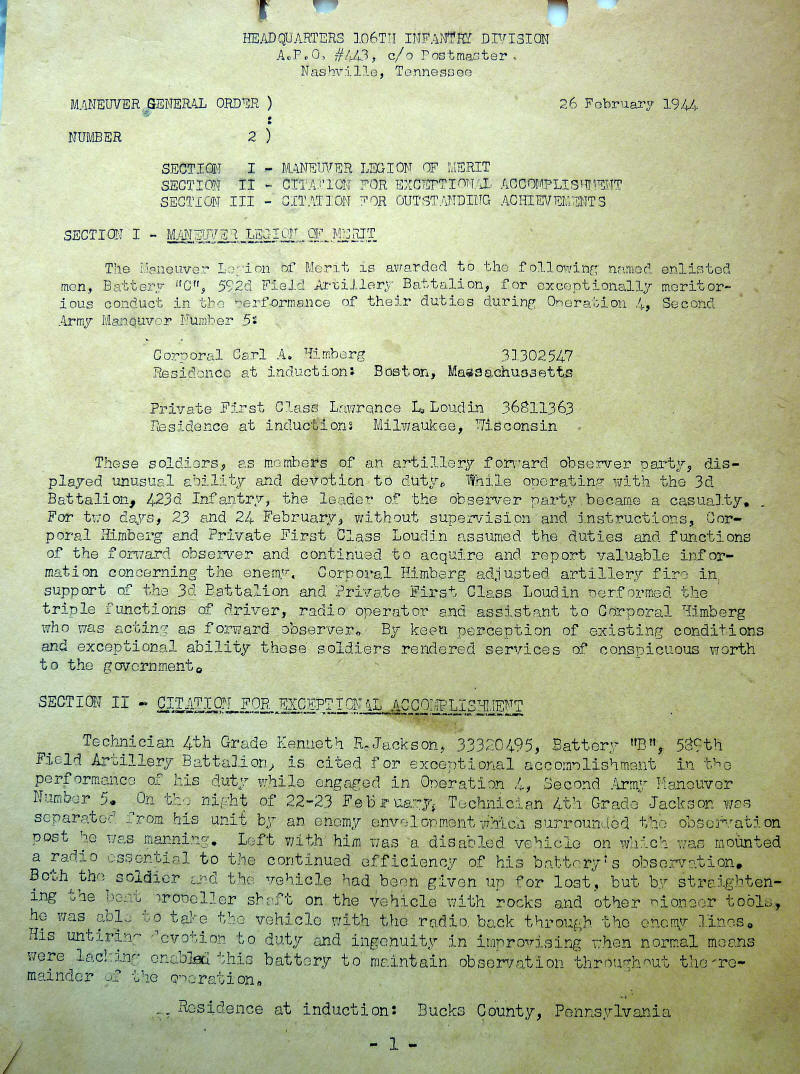 HEADQUARTERS 106TH INFANTRY DIVISION
A.P.O. #443, c/o Postmaster.
Nashville, Tennessee
MANEUVER GENERAL ORDER ) 26 February 1944
:
NUMBER 2 )
SECTION I - MANEUVER LEGION OF MERIT
SECTION II - CITATION FOR EXCEPTIONAL ACCOMPLISHMENT
SECTION III - CITATION FOR OUTSTANDING ACHIEVEMENTS
SECTION I - MANEUVER LEGION OF MERIT
The Maneuver Legion of Merit is awarded to the following named enlisted
men, Battery "C", 592d Field Artillery Battalion, for exceptionally meritor-
ious conduct in the performance of their duties during Operation 4, Second
Army Maneuver Number 5:
Corporal Carl A. Himberg 31302547
Residence at induction: Boston, Massachussetts
Private First Class Lawrance L. Loudin 36811363
Residence at induction: Milwaukee, Wisconsin
These soldiers, as members of an artillery forward observer party, dis-
played unusual ability and devotion to duty. While operating with the 3d
Battalion, 423d Infantry, the leader of the observer party became a casualty.
For two days, 23 and 24 February, without supervision and instructions, Cor-
poral Himberg and Private First Class Loudin assumed the duties and functions
of the forward observer and continued to acquire and report valuable infor-
mation concerning the enemy. Corporal Himberg adjusted artillery fire in
support of the 3d Battalion and Private First Class Loudin performed the
triple functions of driver, radio operator and assistant to Corporal Himberg
who was acting as forward observer. By keen perception of existing conditions
and exceptional ability these soldiers rendered services of conspicuous worth
to the government.
SECTION II - CITATION FOR EXCEPTIONAL ACCOMPLISHMENT
Technician 4th Grade Kenneth R.Jackson, 33320495, Battery "B", 589th
Field Artillery Battalion, is cited for exceptional accomplishment in the
performance of his duty while engaged in Operation 4, Second Army Maneuver
Number 5. On the night of 22-23 February, Technician 4th Grade Jackson was
separated from his unit by an enemy envelopment which surrounded the observation
post he was manning. Left with him was a disabled vehicle on which was mounted
a radio essential to the continued efficiency of his battery's observation.
Both the soldier and the vehicle had been given up for lost, but by straighten-
ing the bent propeller shaft on the vehicle with rocks and other pioneer tools,
he was able to take the vehicle with the radio back through the enemy lines.
His untiring devotion to duty and ingenuity in improvising when normal means
were lacking enabled this battery to maintain observation throughout the re-
mainder of the operation.
Residence at induction: Bucks County, Pennsylvania
- 1 -